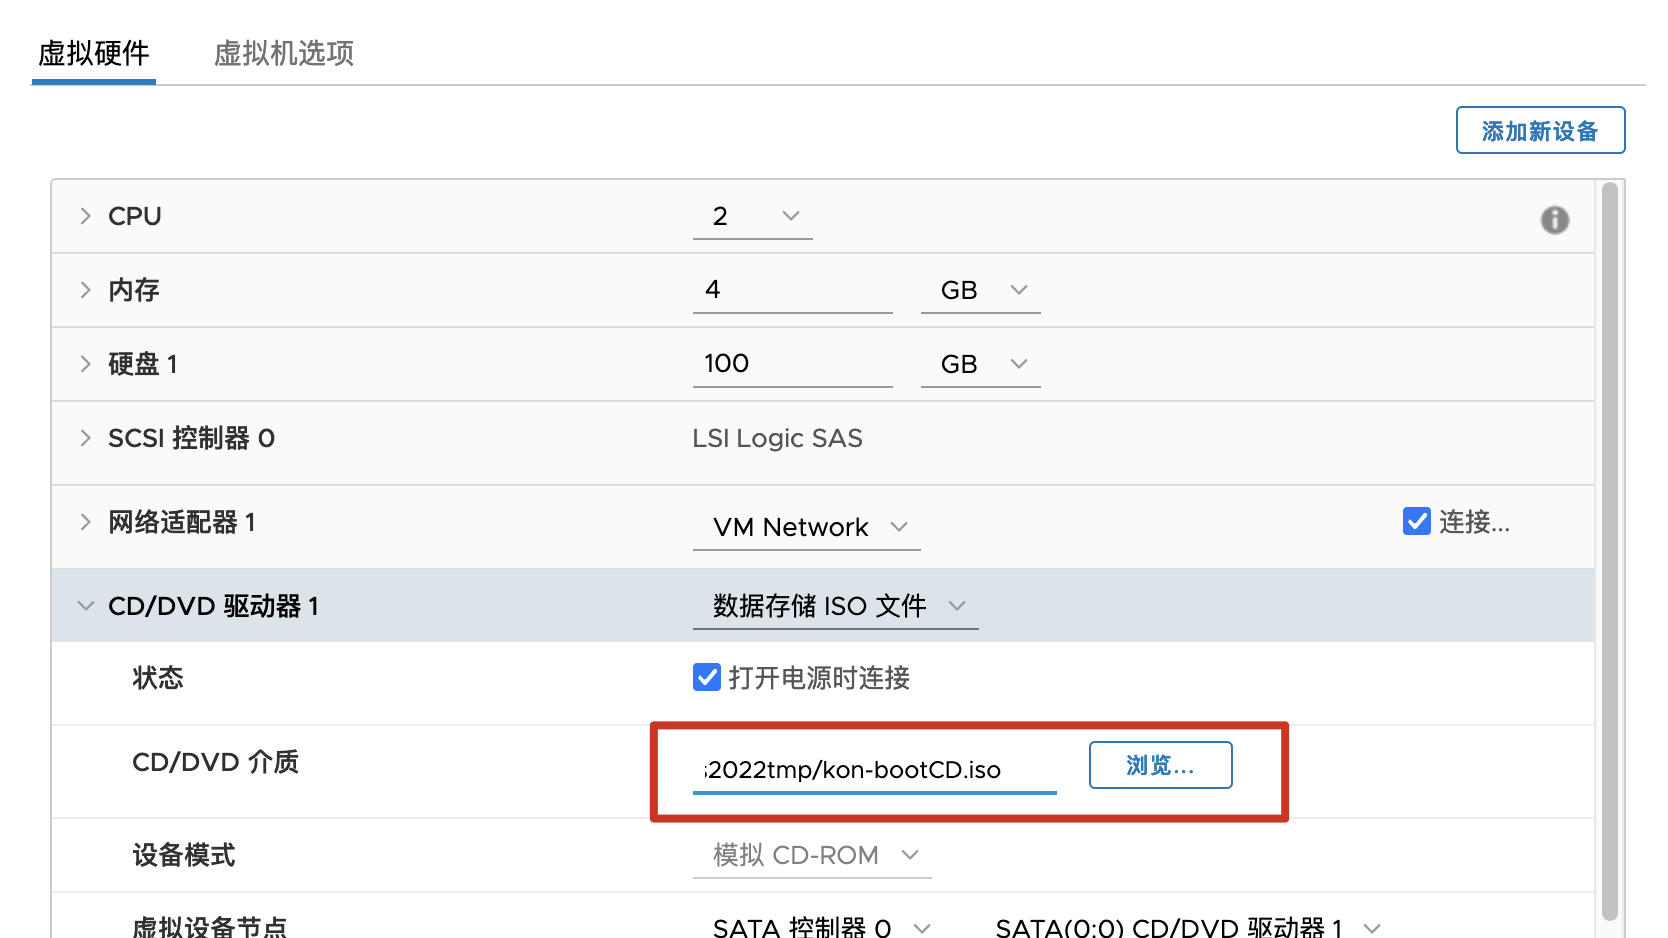 虚拟硬件 虚拟机选项
添加新设备
CPU 2
内存 4 GB
硬盘 1 100 GB
SCSI 控制器 0 LSI Logic SAS
网络适配器 1 VM Network 连接...
CD/DVD 驱动器 1 数据存储 ISO 文件
状态 打开电源时连接
CD/DVD 介质 2022tmp/kon-bootCD.iso 浏览...
设备模式 模拟 CD-ROM
虚拟设备节点 SATA 控制器 0 SATA(0:0) CD/DVD 驱动器 1